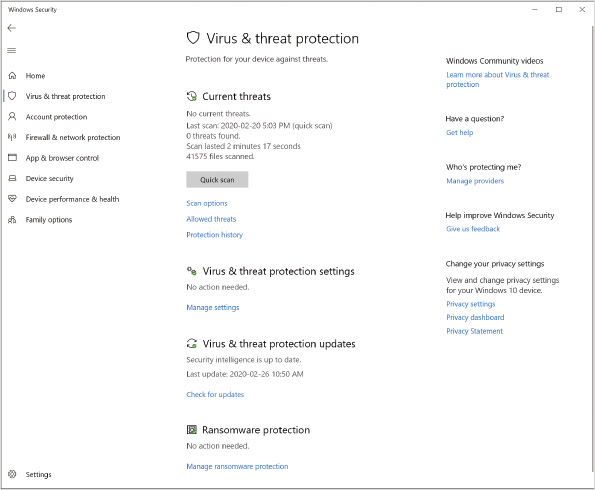 Windows Security
Home
Virus & threat protection
Account protection
Firewall & network protection
App & browser control
Device security
Device performance & health
Family options
Settings
Virus & threat protection
Protection for your device against threats.
Current threats
No current threats.
Last scan: 2020-02-20 5:03 PM (quick scan)
0 threats found.
Scan lasted 2 minutes 17 seconds
41575 files scanned.
Quick scan
Scan options
Allowed threats
Protection history
Virus & threat protection settings
No action needed.
Manage settings
Virus & threat protection updates
Security intelligence is up to date.
Last update: 2020-02-26 10:50 AM
Check for updates
Ransomware protection
No action needed.
Manage ransomware protection
Windows Community videos
Learn more about Virus & threat
protection
Have a question?
Get help
Who's protecting me?
Manage providers
Help improve Windows Security
Give us feedback
Change your privacy settings
View and change privacy settings
for your Windows 10 device.
Privacy settings
Privacy dashboard
Privacy Statement